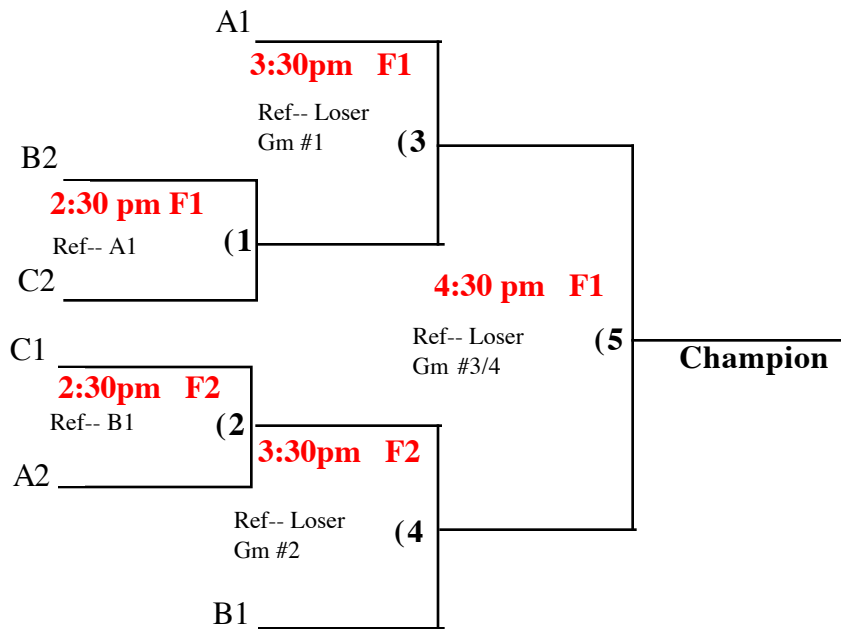 A1
3:30pm F1
Ref-- Loser
Gm #1
(3
B2
2:30 pm F1
Ref-- A1
(1
C2
4:30 pm F1
Ref-- Loser
Gm #3/4
(5
Champion
C1
2:30pm F2
Ref-- B1
(2
A2
3:30pm F2
Ref-- Loser
Gm #2
(4
B1